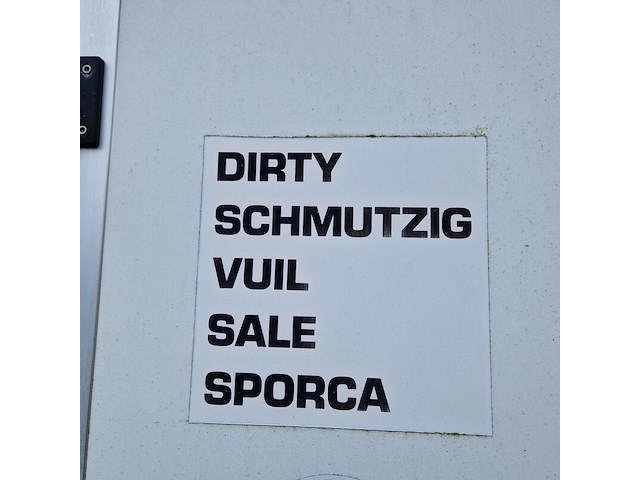 DIRTY
SCHMUTZIG
VUIL
SALE
SPORCA